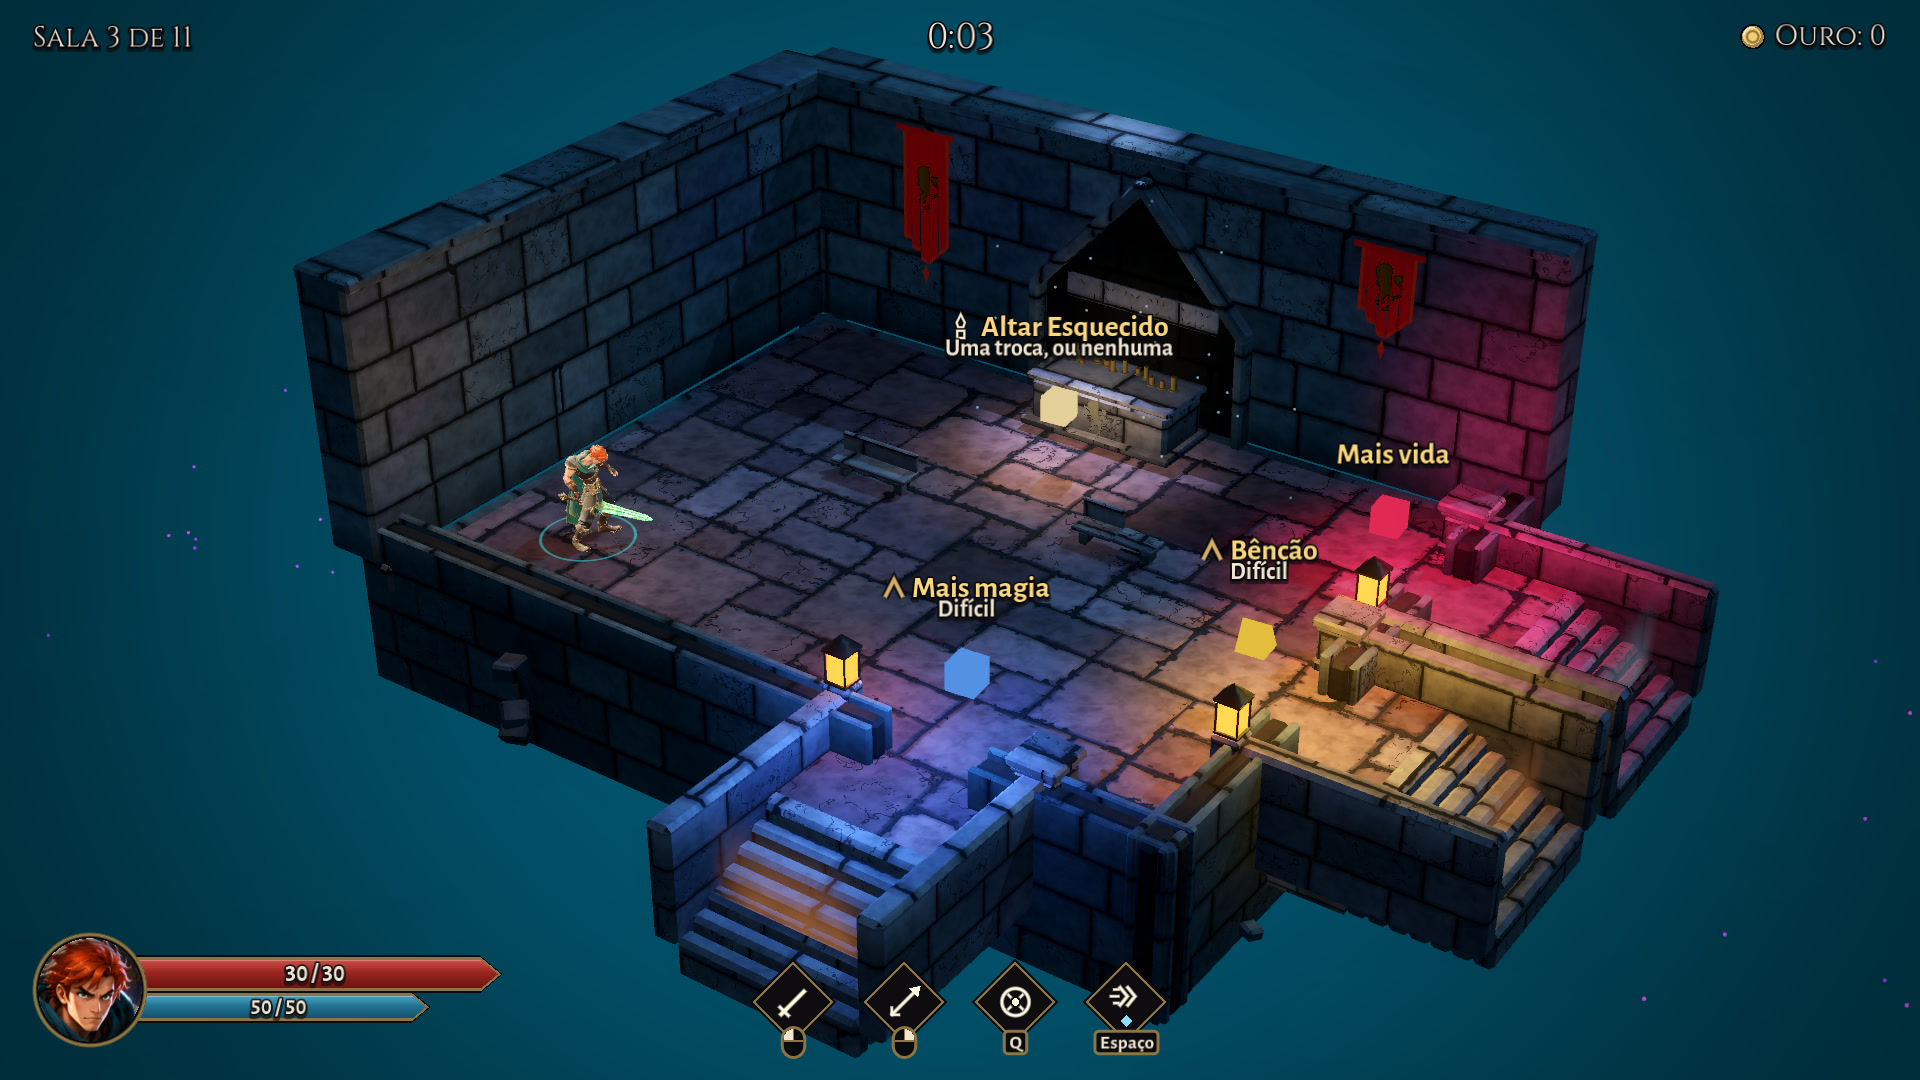 SALA 3 DE 11
0:03
OURO: 0
Altar Esquecido
Uma troca, ou nenhuma
Mais vida
Bênção
Difícil
Mais magia
Difícil
30/30
50/50
Q
Espaço